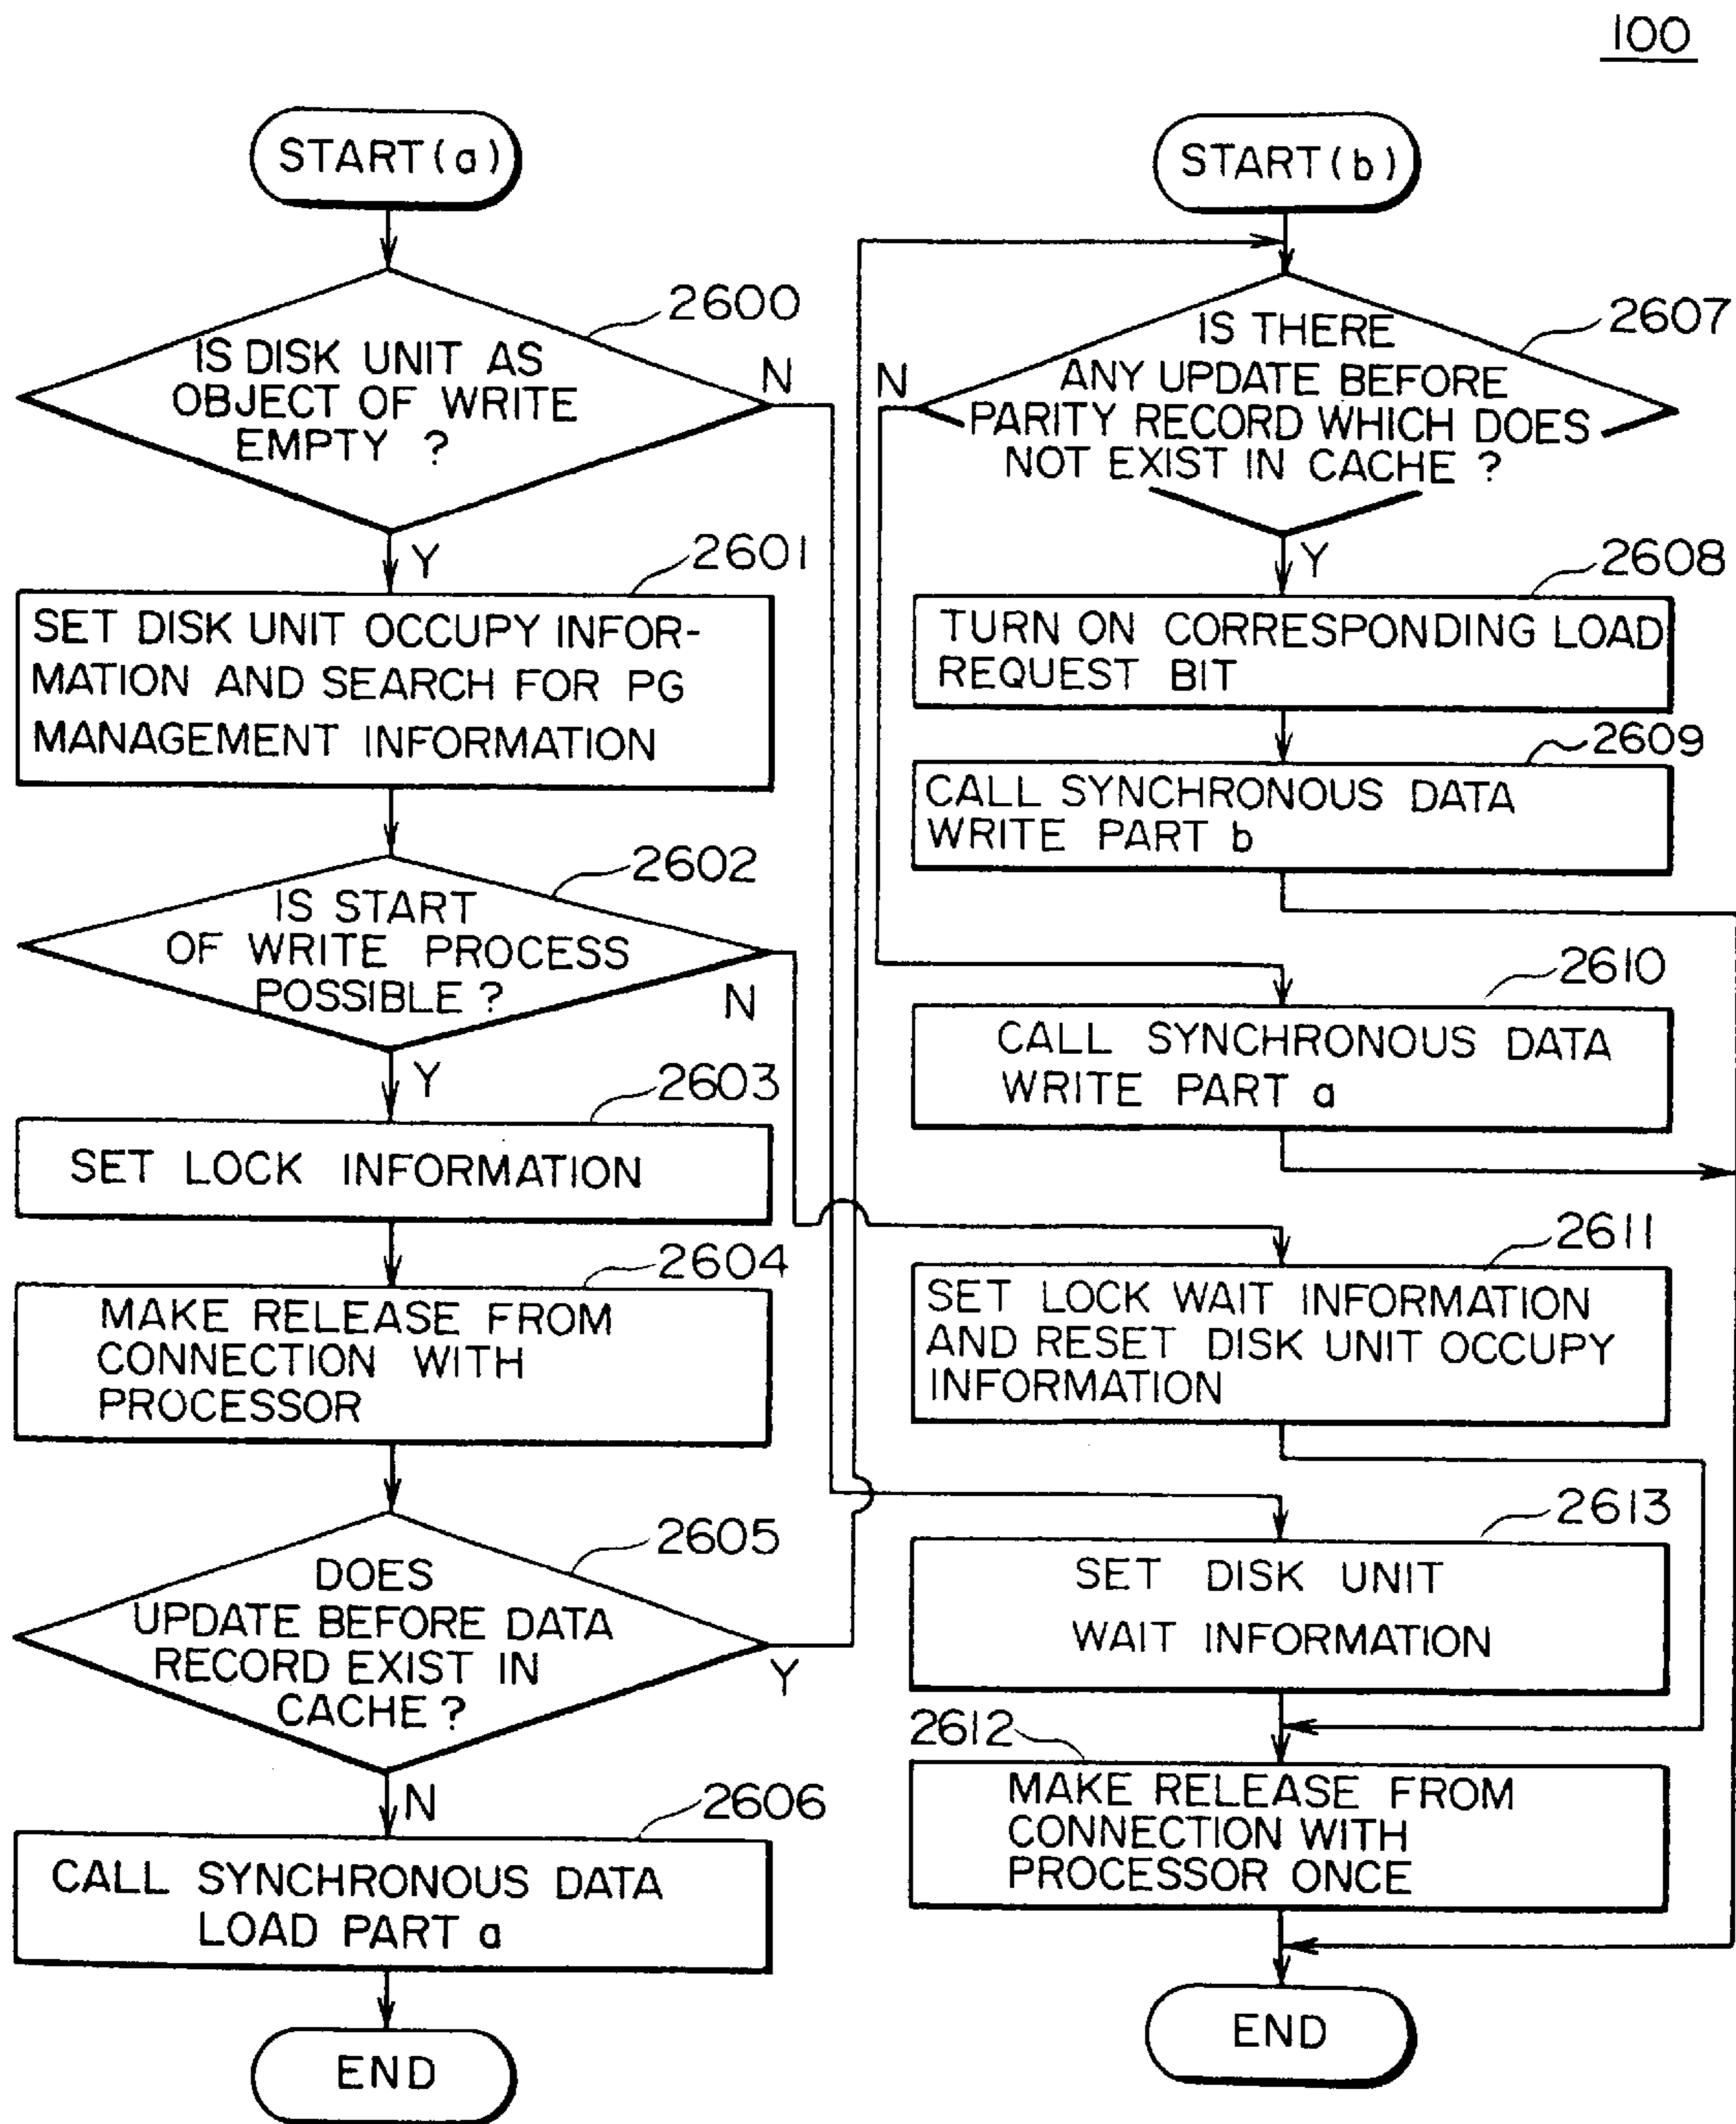 100
START(a)
2600
IS DISK UNIT AS
OBJECT OF WRITE
EMPTY ?
N
Y
2601
SET DISK UNIT OCCUPY INFOR-
MATION AND SEARCH FOR PG
MANAGEMENT INFORMATION
2602
IS START
OF WRITE PROCESS
POSSIBLE ?
N
Y
2603
SET LOCK INFORMATION
2604
MAKE RELEASE FROM
CONNECTION WITH
PROCESSOR
2605
DOES
UPDATE BEFORE DATA
RECORD EXIST IN
CACHE ?
Y
N
2606
CALL SYNCHRONOUS DATA
LOAD PART a
END
START(b)
2607
IS THERE
ANY UPDATE BEFORE
PARITY RECORD WHICH DOES
NOT EXIST IN CACHE ?
N
Y
2608
TURN ON CORRESPONDING LOAD
REQUEST BIT
2609
CALL SYNCHRONOUS DATA
WRITE PART b
2610
CALL SYNCHRONOUS DATA
WRITE PART a
2611
SET LOCK WAIT INFORMATION
AND RESET DISK UNIT OCCUPY
INFORMATION
2613
SET DISK UNIT
WAIT INFORMATION
2612
MAKE RELEASE FROM
CONNECTION WITH
PROCESSOR ONCE
END